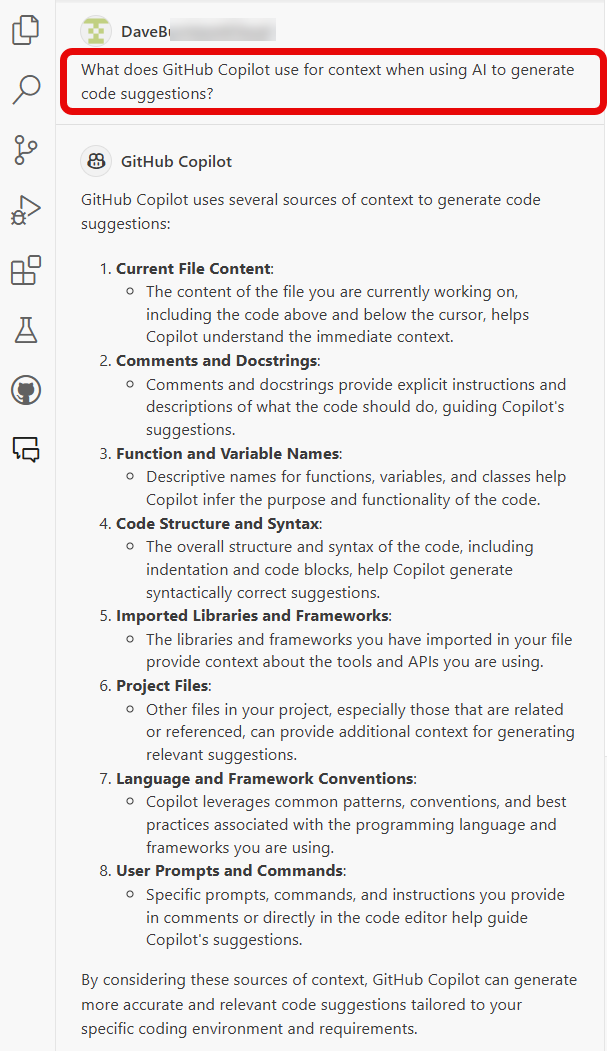 DaveBu
What does GitHub Copilot use for context when using AI to generate
code suggestions?
GitHub Copilot
GitHub Copilot uses several sources of context to generate code
suggestions:
1. Current File Content:
The content of the file you are currently working on,
including the code above and below the cursor, helps
Copilot understand the immediate context.
2. Comments and Docstrings:
Comments and docstrings provide explicit instructions and
descriptions of what the code should do, guiding Copilot's
suggestions.
3. Function and Variable Names:
Descriptive names for functions, variables, and classes help
Copilot infer the purpose and functionality of the code.
4. Code Structure and Syntax:
The overall structure and syntax of the code, including
indentation and code blocks, help Copilot generate
syntactically correct suggestions.
5. Imported Libraries and Frameworks:
The libraries and frameworks you have imported in your file
provide context about the tools and APIs you are using.
6. Project Files:
Other files in your project, especially those that are related
or referenced, can provide additional context for generating
relevant suggestions.
7. Language and Framework Conventions:
Copilot leverages common patterns, conventions, and best
practices associated with the programming language and
frameworks you are using.
8. User Prompts and Commands:
Specific prompts, commands, and instructions you provide
in comments or directly in the code editor help guide
Copilot's suggestions.
By considering these sources of context, GitHub Copilot can generate
more accurate and relevant code suggestions tailored to your
specific coding environment and requirements.